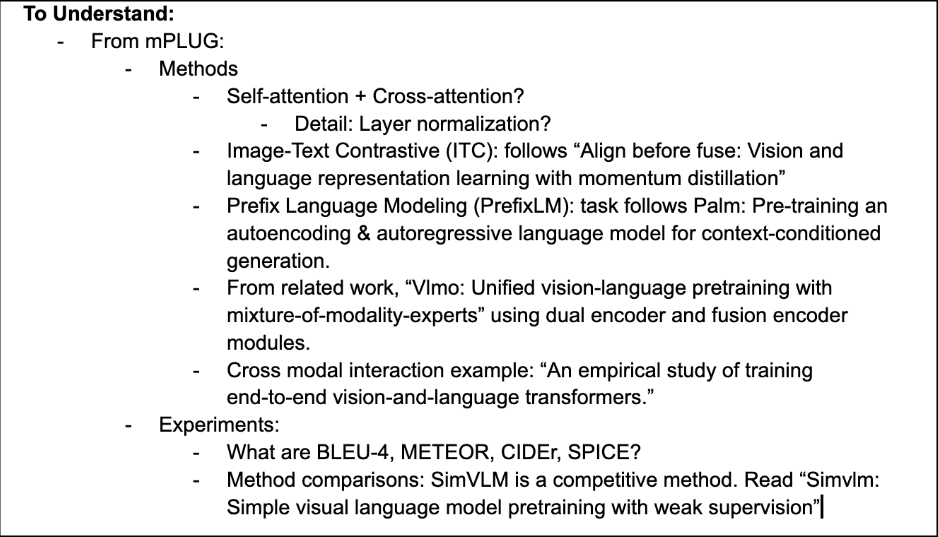 To Understand:
- From mPLUG:
- Methods
- Self-attention + Cross-attention?
- Detail: Layer normalization?
- Image-Text Contrastive (ITC): follows “Align before fuse: Vision and
language representation learning with momentum distillation”
- Prefix Language Modeling (PrefixLM): task follows Palm: Pre-training an
autoencoding & autoregressive language model for context-conditioned
generation.
- From related work, “Vlmo: Unified vision-language pretraining with
mixture-of-modality-experts” using dual encoder and fusion encoder
modules.
- Cross modal interaction example: “An empirical study of training
end-to-end vision-and-language transformers.”
- Experiments:
- What are BLEU-4, METEOR, CIDEr, SPICE?
- Method comparisons: SimVLM is a competitive method. Read “Simvlm:
Simple visual language model pretraining with weak supervision”